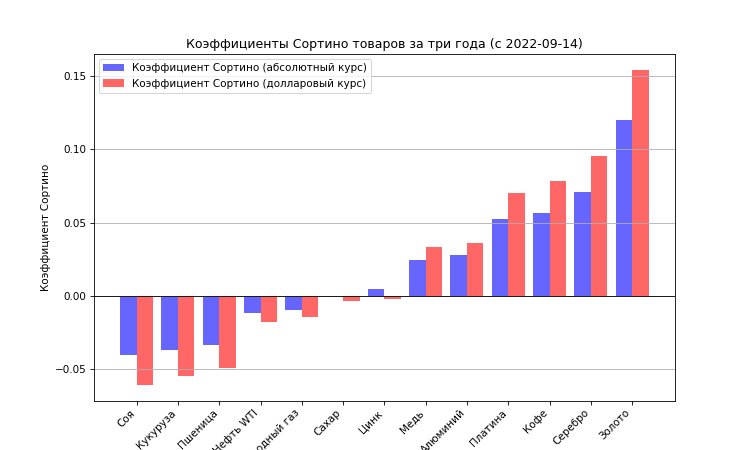 Коэффициенты Сортино товаров за три года (с 2022-09-14)
Коэффициент Сортино (абсолютный курс)
Коэффициент Сортино (долларовый курс)
Коэффициент Сортино
0.15
0.10
0.05
0.00
−0.05
Соя
Кукуруза
Пшеница
Нефть WTI
газ
Сахар
Цинк
Медь
Алюминий
Платина
Кофе
Серебро
Золото